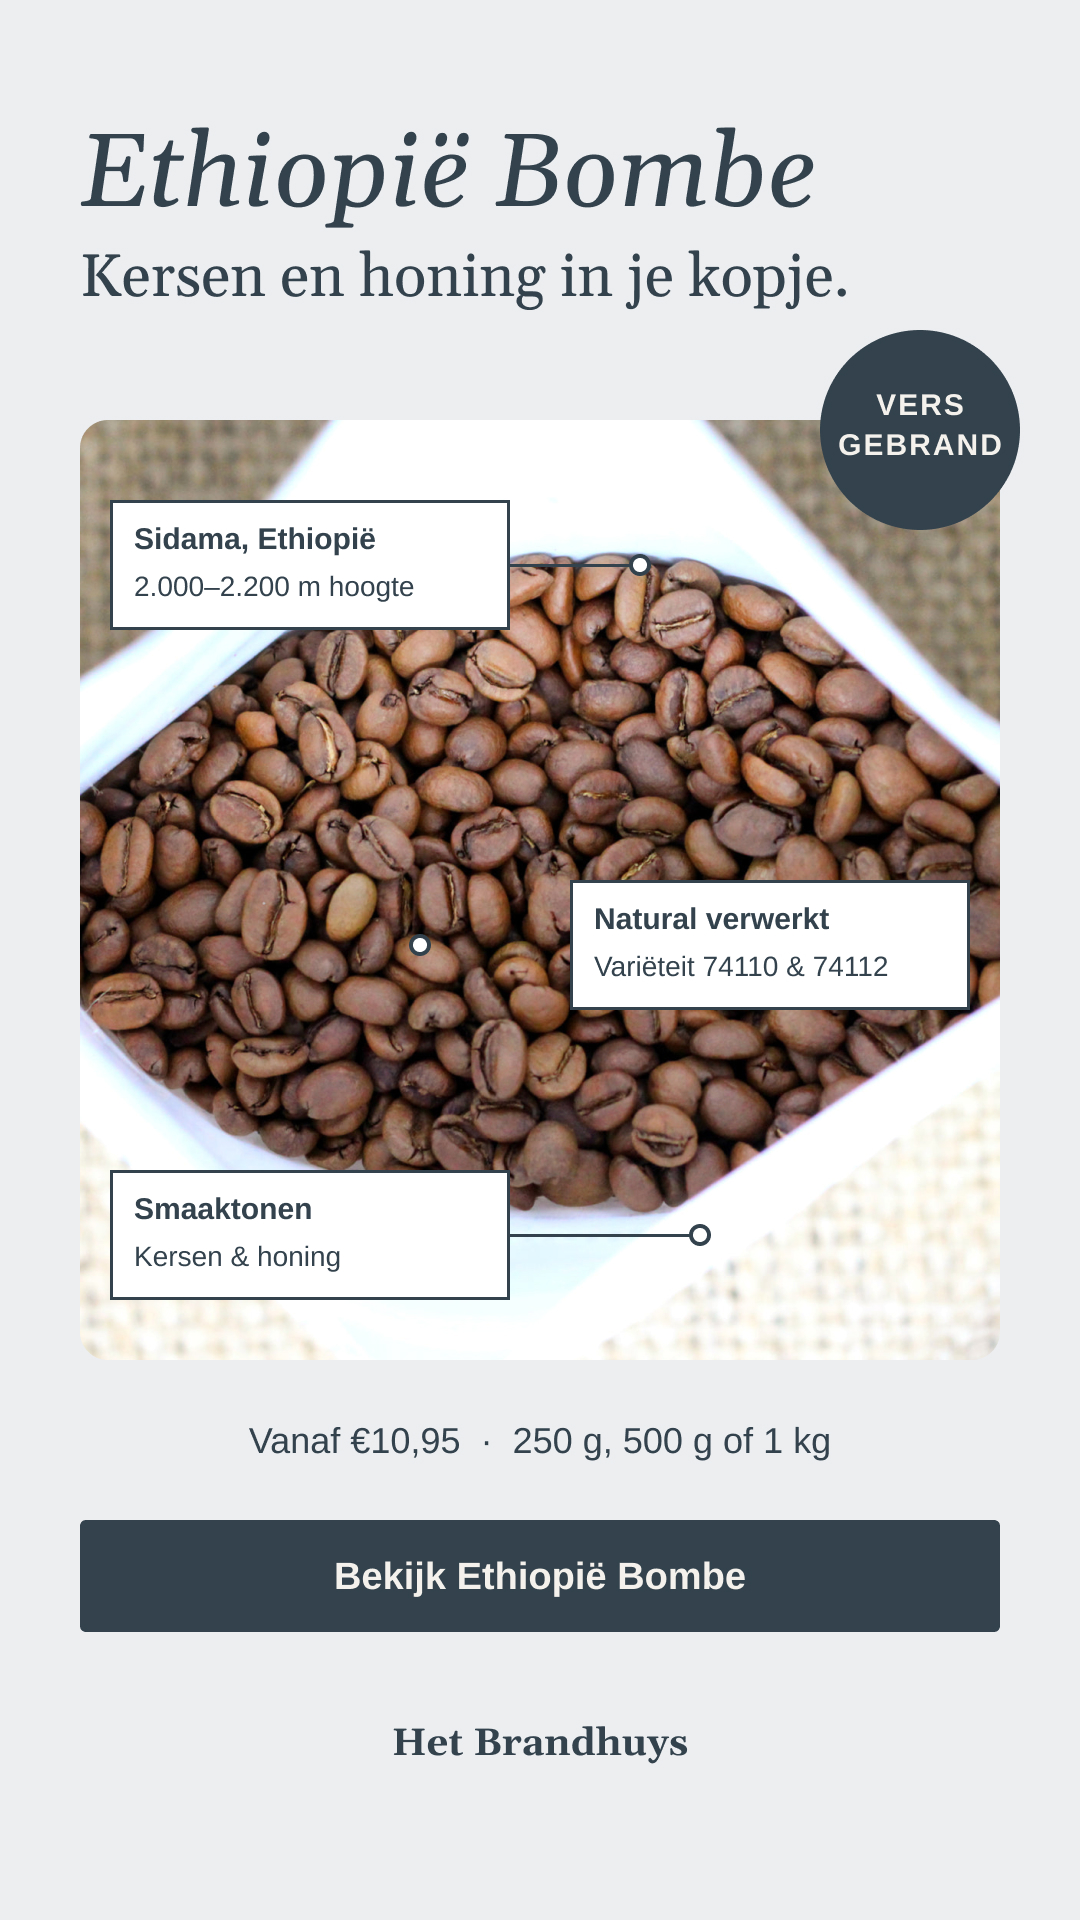 Ethiopië Bombe
Kersen en honing in je kopje.
VERS
GEBRAND
Sidama, Ethiopië
2.000–2.200 m hoogte
Natural verwerkt
Variëteit 74110 & 74112
Smaaktonen
Kersen & honing
Vanaf €10,95 · 250 g, 500 g of 1 kg
Bekijk Ethiopië Bombe
Het Brandhuys